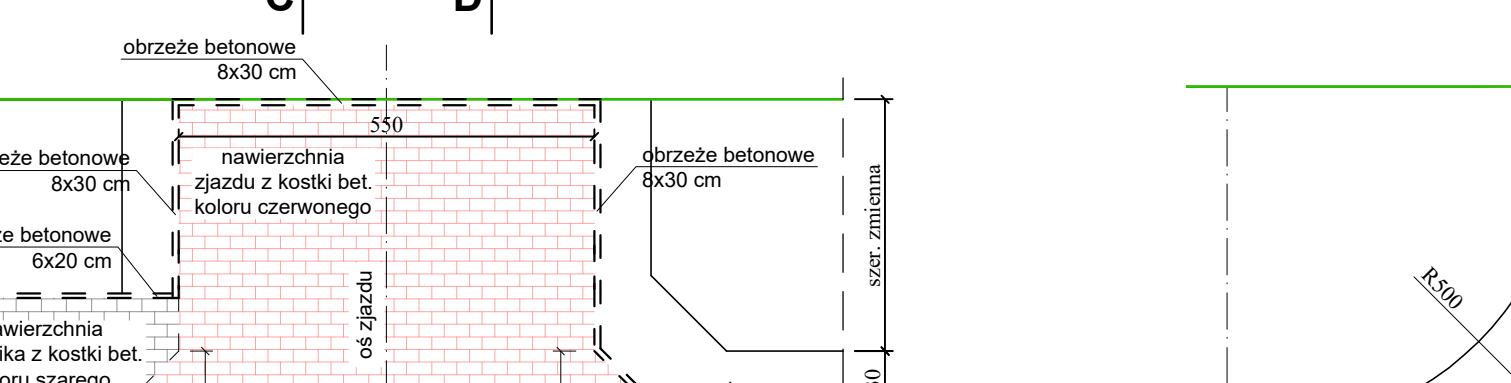 C D
obrzeże betonowe
8x30 cm
550
nawierzchnia
zjazdu z kostki bet.
koloru czerwonego
eże betonowe
8x30 cm
obrzeże betonowe
8x30 cm
że betonowe
6x20 cm
szer. zmienna
oś zjazdu
R500
awierzchnia
ika z kostki bet.
oru szarego